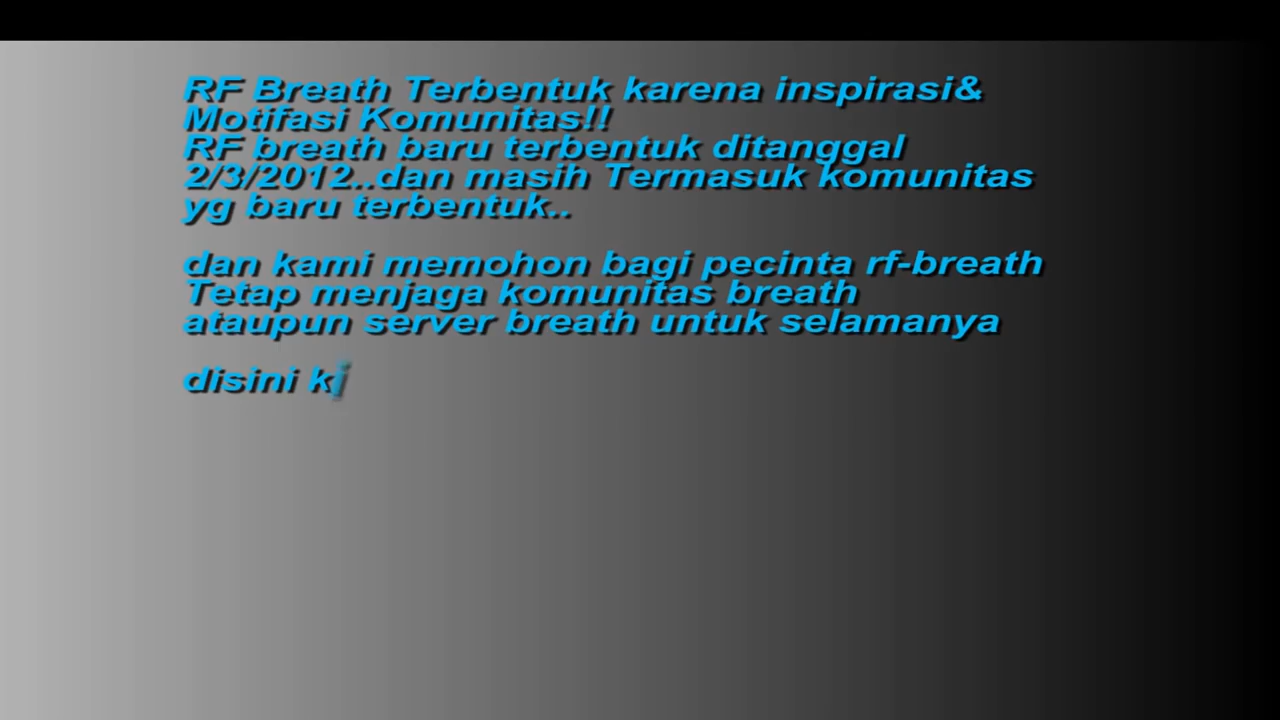 RF Breath Terbentuk karena inspirasi&
Motifasi Komunitas!!
RF breath baru terbentuk ditanggal
2/3/2012..dan masih Termasuk komunitas
yg baru terbentuk..
dan kami memohon bagi pecinta rf-breath
Tetap menjaga komunitas breath
ataupun server breath untuk selamanya
disini ki